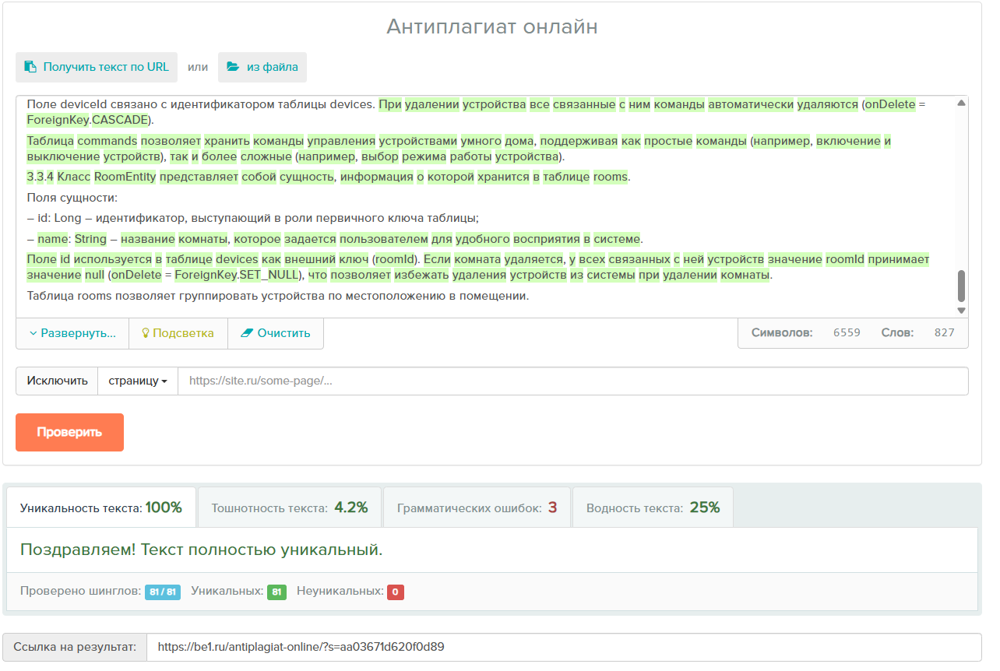 Антиплагиат онлайн
Получить текст по URL или из файла
Поле deviceId связано с идентификатором таблицы devices. При удалении устройства все связанные с ним команды автоматически удаляются (onDelete =
ForeignKey.CASCADE).
Таблица commands позволяет хранить команды управления устройствами умного дома, поддерживая как простые команды (например, включение и
выключение устройств), так и более сложные (например, выбор режима работы устройства).
3.3.4 Класс RoomEntity представляет собой сущность, информация о которой хранится в таблице rooms.
Поля сущности:
– id: Long – идентификатор, выступающий в роли первичного ключа таблицы;
– name: String – название комнаты, которое задается пользователем для удобного восприятия в системе.
Поле id используется в таблице devices как внешний ключ (roomId). Если комната удаляется, у всех связанных с ней устройств значение roomId принимает
значение null (onDelete = ForeignKey.SET_NULL), что позволяет избежать удаления устройств из системы при удалении комнаты.
Таблица rooms позволяет группировать устройства по местоположению в помещении.
Развернуть... Подсветка Очистить Символов: 6559 Слов: 827
Исключить страницу https://site.ru/some-page/...
Проверить
Уникальность текста: 100% Тошнотность текста: 4.2% Грамматических ошибок: 3 Водность текста: 25%
Поздравляем! Текст полностью уникальный.
Проверено шинглов: 81 / 81 Уникальных: 81 Неуникальных: 0
Ссылка на результат: https://be1.ru/antiplagiat-online/?s=aa03671d620f0d89